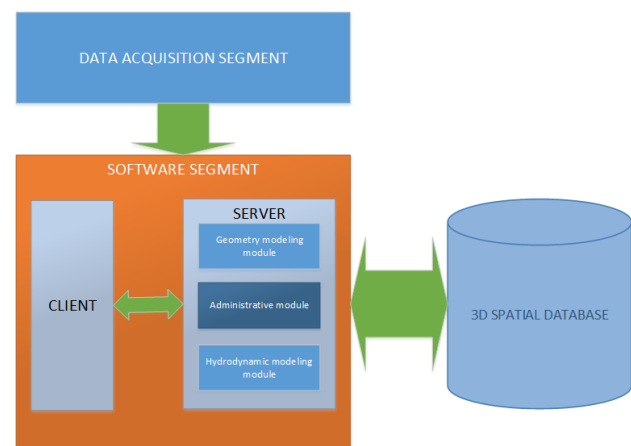 DATA ACQUISITION SEGMENT
SOFTWARE SEGMENT
CLIENT
SERVER
Geometry modeling
module
Administrative module
Hydrodynamic modeling
module
3D SPATIAL DATABASE